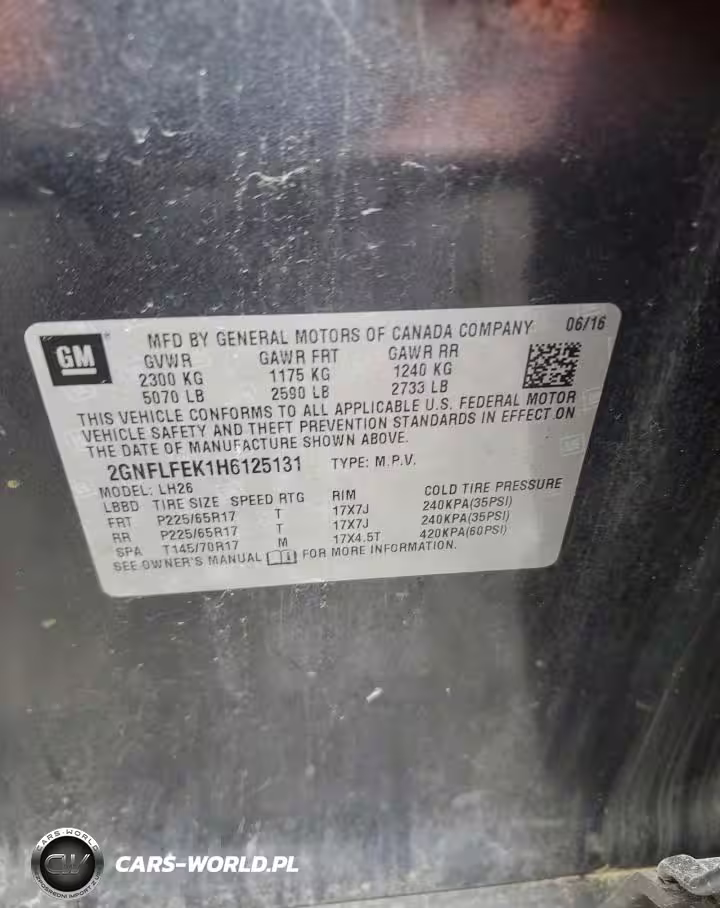 GM
MFD BY GENERAL MOTORS OF CANADA COMPANY 06/16
GVWR GAWR FRT GAWR RR
2300 KG 1175 KG 1240 KG
5070 LB 2590 LB 2733 LB
THIS VEHICLE CONFORMS TO ALL APPLICABLE U.S. FEDERAL MOTOR
VEHICLE SAFETY AND THEFT PREVENTION STANDARDS IN EFFECT ON
THE DATE OF MANUFACTURE SHOWN ABOVE.
2GNFLFEK1H6125131 TYPE: M.P.V.
MODEL: LH26
LBBD TIRE SIZE SPEED RTG RIM COLD TIRE PRESSURE
FRT P225/65R17 T 17X7J 240KPA(35PSI)
RR P225/65R17 T 17X7J 240KPA(35PSI)
SPA T145/70R17 M 17X4.5T 420KPA(60PSI)
SEE OWNER'S MANUAL FOR MORE INFORMATION.
CARS-WORLD
CW
CARS-WORLD.PL